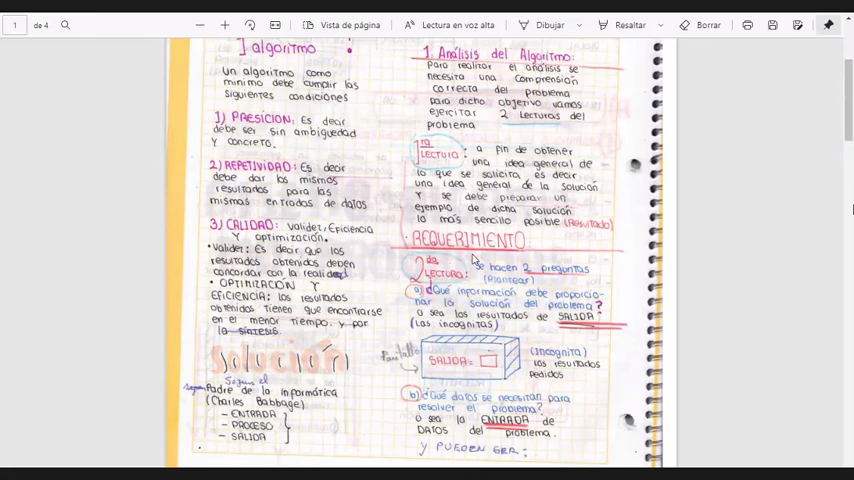 1
de 4
Vista de página
Lectura en voz alta
Dibujar
Resaltar
Borrar
] algoritmo
Un algoritmo como
minimo debe cumplir las
siguientes condiciones
1) PRESICION: Es decir
debe ser sin ambiguedad
y concreto.
2) REPETIVIDAD: Es decir
debe dar los mismos
resultados para las
mismas entradas de datos
3) CALIDAD: Validez, Eficiencia
Y optimización.
• Validez: Es decir que los
resultados obtenidos deben
concordar con la realidad
• OPTIMIZACIÓN Y
EFICIENCIA: los resultados
obtenidos tienen que encontrarse
en el menor tiempo. y por
la sintesis.
Solución
Según el
Padre de la informática
(Charles Babbage)
- ENTRADA
- PROCESO
- SALIDA
1. Análisis del Algoritmo:
Para realizar el análisis se
necesita una comprensión
correcta del problema
para dicho objetivo vamos
ejercitar 2 Lecturas del
problema
1ra
LECTURA: a fin de obtener
una idea general de
lo que se solicita, es decir
una idea general de la solución
Y se debe preparar un
ejemplo de dicha solución
lo más sencillo posible (Resultado)
• REQUERIMIENTO
2da
LECTURA: se hacen 2 preguntas
(Plantear)
a) ¿Qué información debe proporcio-
nar la solución del problema?
o sea los resultados de SALIDA
(Las incognitas)
Pantalla
SALIDA =
(Incognita)
los resultados
pedidos
b) ¿Qué datos se necesitan para
resolver el problema?
o sea la ENTRADA de
DATOS del problema.
Y PUEDEN SER: